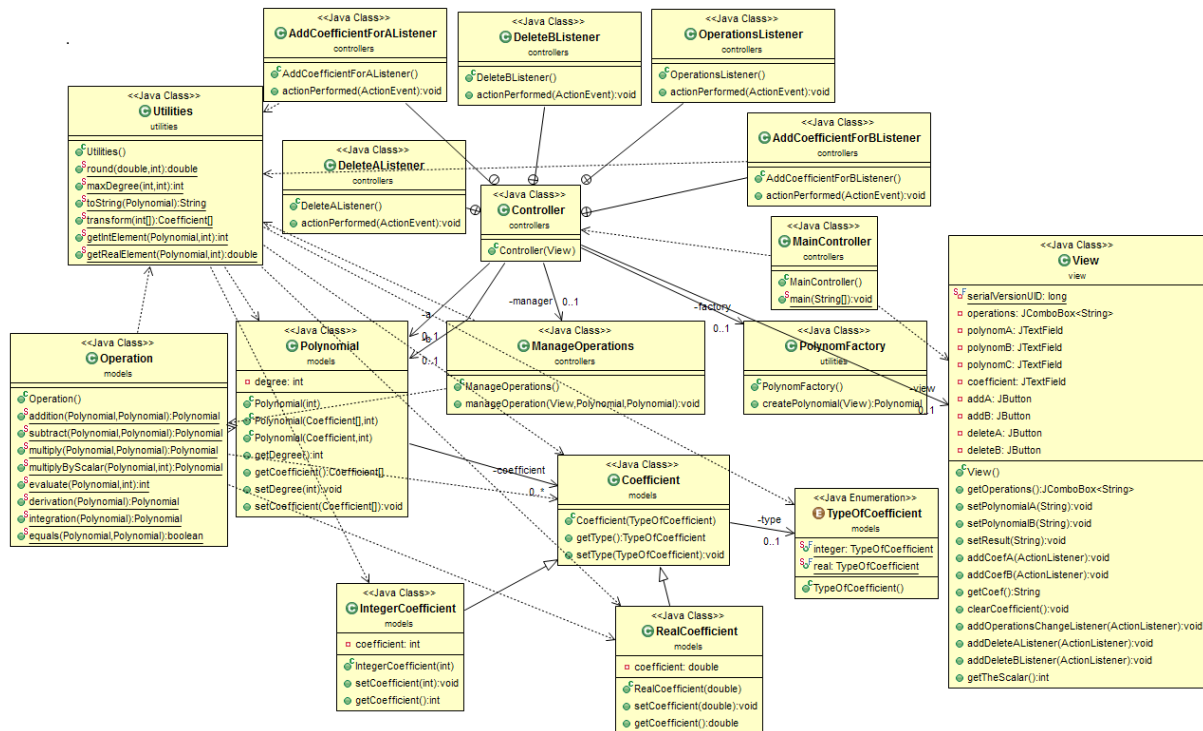 <<Java Class>>
AddCoefficientForAListener
controllers
AddCoefficientForAListener()
actionPerformed(ActionEvent):void
<<Java Class>>
DeleteBListener
controllers
DeleteBListener()
actionPerformed(ActionEvent):void
<<Java Class>>
OperationsListener
controllers
OperationsListener()
actionPerformed(ActionEvent):void
<<Java Class>>
Utilities
utilities
Utilities()
round(double,int):double
maxDegree(int,int):int
toString(Polynomial):String
transform(int[]):Coefficient[]
getIntElement(Polynomial,int):int
getRealElement(Polynomial,int):double
<<Java Class>>
DeleteAListener
controllers
DeleteAListener()
actionPerformed(ActionEvent):void
<<Java Class>>
AddCoefficientForBListener
controllers
AddCoefficientForBListener()
actionPerformed(ActionEvent):void
<<Java Class>>
Controller
controllers
Controller(View)
<<Java Class>>
MainController
controllers
MainController()
main(String[]):void
<<Java Class>>
View
view
serialVersionUID: long
operations: JComboBox<String>
polynomA: JTextField
polynomB: JTextField
polynomC: JTextField
coefficient: JTextField
addA: JButton
addB: JButton
deleteA: JButton
deleteB: JButton
View()
getOperations():JComboBox<String>
setPolynomialA(String):void
setPolynomialB(String):void
setResult(String):void
addCoefA(ActionListener):void
addCoefB(ActionListener):void
getCoef():String
clearCoefficient():void
addOperationsChangeListener(ActionListener):void
addDeleteAListener(ActionListener):void
addDeleteBListener(ActionListener):void
getTheScalar():int
-manager
0..1
-factory
0..1
-a
0..1
0..1
-view
0..1
<<Java Class>>
Operation
models
Operation()
addition(Polynomial,Polynomial):Polynomial
subtract(Polynomial,Polynomial):Polynomial
multiply(Polynomial,Polynomial):Polynomial
multiplyByScalar(Polynomial,int):Polynomial
evaluate(Polynomial,int):int
derivation(Polynomial):Polynomial
integration(Polynomial):Polynomial
equals(Polynomial,Polynomial):boolean
<<Java Class>>
Polynomial
models
degree: int
Polynomial(int)
Polynomial(Coefficient[],int)
Polynomial(Coefficient,int)
getDegree():int
getCoefficient():Coefficient[]
setDegree(int):void
setCoefficient(Coefficient[]):void
<<Java Class>>
ManageOperations
controllers
ManageOperations()
manageOperation(View,Polynomial,Polynomial):void
<<Java Class>>
PolynomFactory
utilities
PolynomFactory()
createPolynomial(View):Polynomial
-coefficient
0..*
<<Java Class>>
Coefficient
models
Coefficient(TypeOfCoefficient)
getType():TypeOfCoefficient
setType(TypeOfCoefficient):void
-type
0..1
<<Java Enumeration>>
TypeOfCoefficient
models
integer: TypeOfCoefficient
real: TypeOfCoefficient
TypeOfCoefficient()
<<Java Class>>
IntegerCoefficient
models
coefficient: int
IntegerCoefficient(int)
setCoefficient(int):void
getCoefficient():int
<<Java Class>>
RealCoefficient
models
coefficient: double
RealCoefficient(double)
setCoefficient(double):void
getCoefficient():double